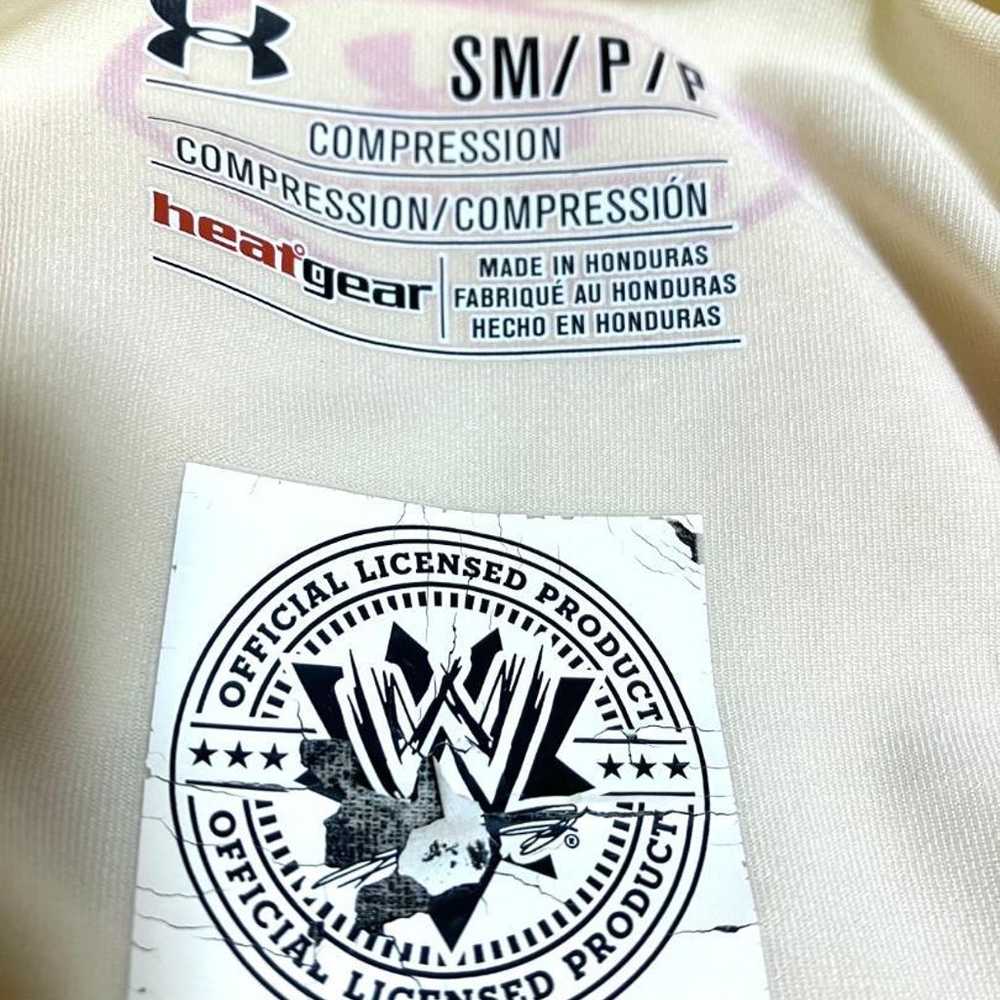 SM/P/P
COMPRESSION
COMPRESSION/COMPRESSIÓN
heatgear
MADE IN HONDURAS
FABRIQUÉ AU HONDURAS
HECHO EN HONDURAS
OFFICIAL LICENSED PRODUCT
W
®
OFFICIAL LICENSED PRODUCT